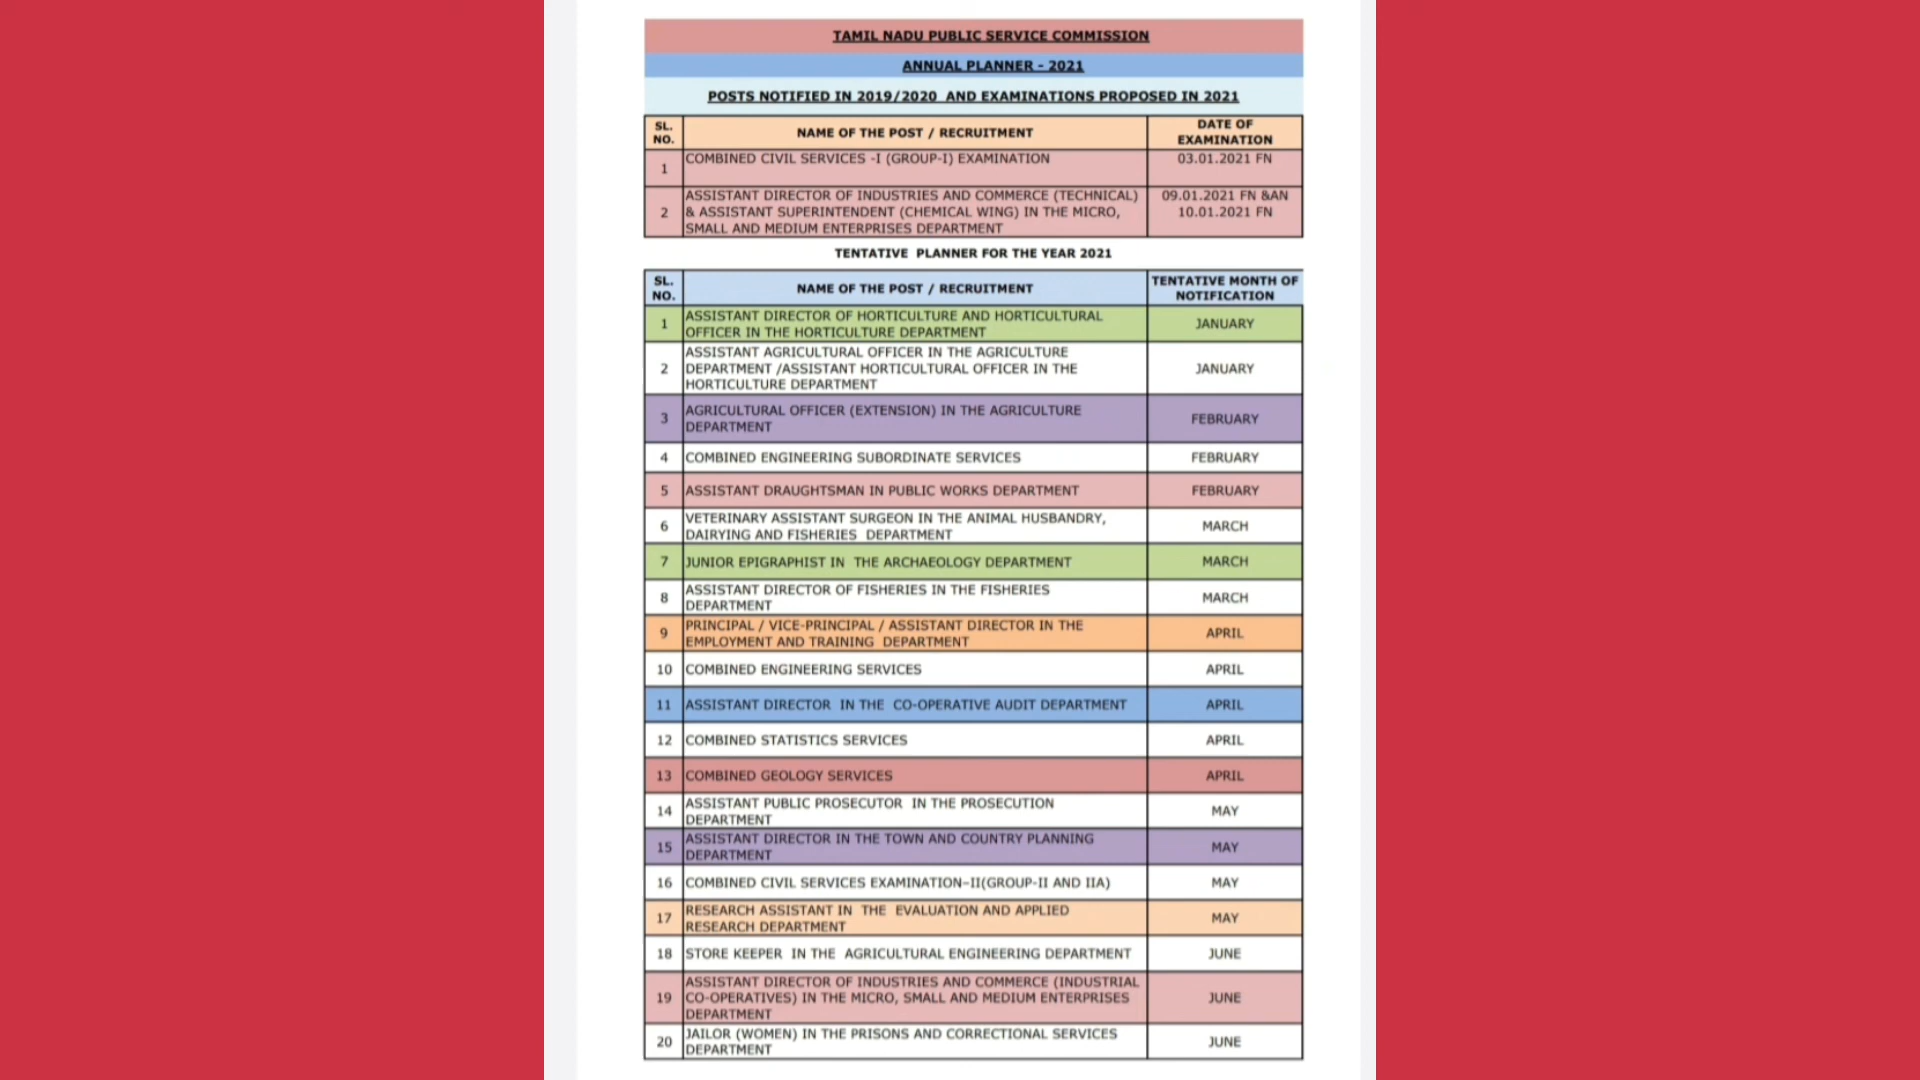 TAMIL NADU PUBLIC SERVICE COMMISSION
ANNUAL PLANNER - 2021
POSTS NOTIFIED IN 2019/2020 AND EXAMINATIONS PROPOSED IN 2021
SL. NO. NAME OF THE POST / RECRUITMENT DATE OF EXAMINATION
1 COMBINED CIVIL SERVICES -I (GROUP-I) EXAMINATION 03.01.2021 FN
2 ASSISTANT DIRECTOR OF INDUSTRIES AND COMMERCE (TECHNICAL) 09.01.2021 FN &AN
& ASSISTANT SUPERINTENDENT (CHEMICAL WING) IN THE MICRO, 10.01.2021 FN
SMALL AND MEDIUM ENTERPRISES DEPARTMENT
TENTATIVE PLANNER FOR THE YEAR 2021
SL. NO. NAME OF THE POST / RECRUITMENT TENTATIVE MONTH OF NOTIFICATION
1 ASSISTANT DIRECTOR OF HORTICULTURE AND HORTICULTURAL
OFFICER IN THE HORTICULTURE DEPARTMENT JANUARY
2 ASSISTANT AGRICULTURAL OFFICER IN THE AGRICULTURE
DEPARTMENT /ASSISTANT HORTICULTURAL OFFICER IN THE
HORTICULTURE DEPARTMENT JANUARY
3 AGRICULTURAL OFFICER (EXTENSION) IN THE AGRICULTURE
DEPARTMENT FEBRUARY
4 COMBINED ENGINEERING SUBORDINATE SERVICES FEBRUARY
5 ASSISTANT DRAUGHTSMAN IN PUBLIC WORKS DEPARTMENT FEBRUARY
6 VETERINARY ASSISTANT SURGEON IN THE ANIMAL HUSBANDRY,
DAIRYING AND FISHERIES DEPARTMENT MARCH
7 JUNIOR EPIGRAPHIST IN THE ARCHAEOLOGY DEPARTMENT MARCH
8 ASSISTANT DIRECTOR OF FISHERIES IN THE FISHERIES
DEPARTMENT MARCH
9 PRINCIPAL / VICE-PRINCIPAL / ASSISTANT DIRECTOR IN THE
EMPLOYMENT AND TRAINING DEPARTMENT APRIL
10 COMBINED ENGINEERING SERVICES APRIL
11 ASSISTANT DIRECTOR IN THE CO-OPERATIVE AUDIT DEPARTMENT APRIL
12 COMBINED STATISTICS SERVICES APRIL
13 COMBINED GEOLOGY SERVICES APRIL
14 ASSISTANT PUBLIC PROSECUTOR IN THE PROSECUTION
DEPARTMENT MAY
15 ASSISTANT DIRECTOR IN THE TOWN AND COUNTRY PLANNING
DEPARTMENT MAY
16 COMBINED CIVIL SERVICES EXAMINATION–II(GROUP-II AND IIA) MAY
17 RESEARCH ASSISTANT IN THE EVALUATION AND APPLIED
RESEARCH DEPARTMENT MAY
18 STORE KEEPER IN THE AGRICULTURAL ENGINEERING DEPARTMENT JUNE
19 ASSISTANT DIRECTOR OF INDUSTRIES AND COMMERCE (INDUSTRIAL
CO-OPERATIVES) IN THE MICRO, SMALL AND MEDIUM ENTERPRISES
DEPARTMENT JUNE
20 JAILOR (WOMEN) IN THE PRISONS AND CORRECTIONAL SERVICES
DEPARTMENT JUNE